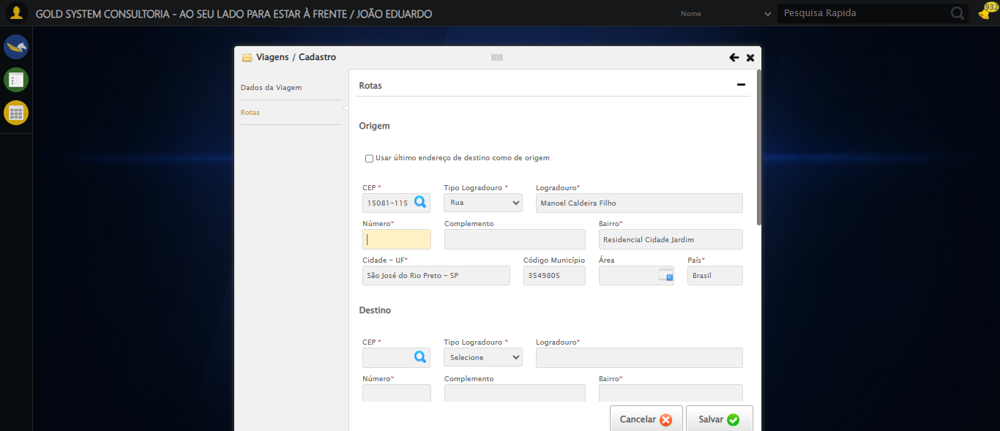 GOLD SYSTEM CONSULTORIA - AO SEU LADO PARA ESTAR À FRENTE / JOÃO EDUARDO
Nome
Pesquisa Rapida
932
Viagens / Cadastro
Dados da Viagem
Rotas
Rotas
Origem
Usar último endereço de destino como de origem
CEP * Tipo Logradouro * Logradouro*
15081-115 Rua Manoel Caldeira Filho
Número* Complemento Bairro*
Residencial Cidade Jardim
Cidade - UF* Código Município Área País*
São José do Rio Preto - SP 3549805 Brasil
Destino
CEP * Tipo Logradouro * Logradouro*
Selecione
Número* Complemento Bairro*
Cancelar Salvar